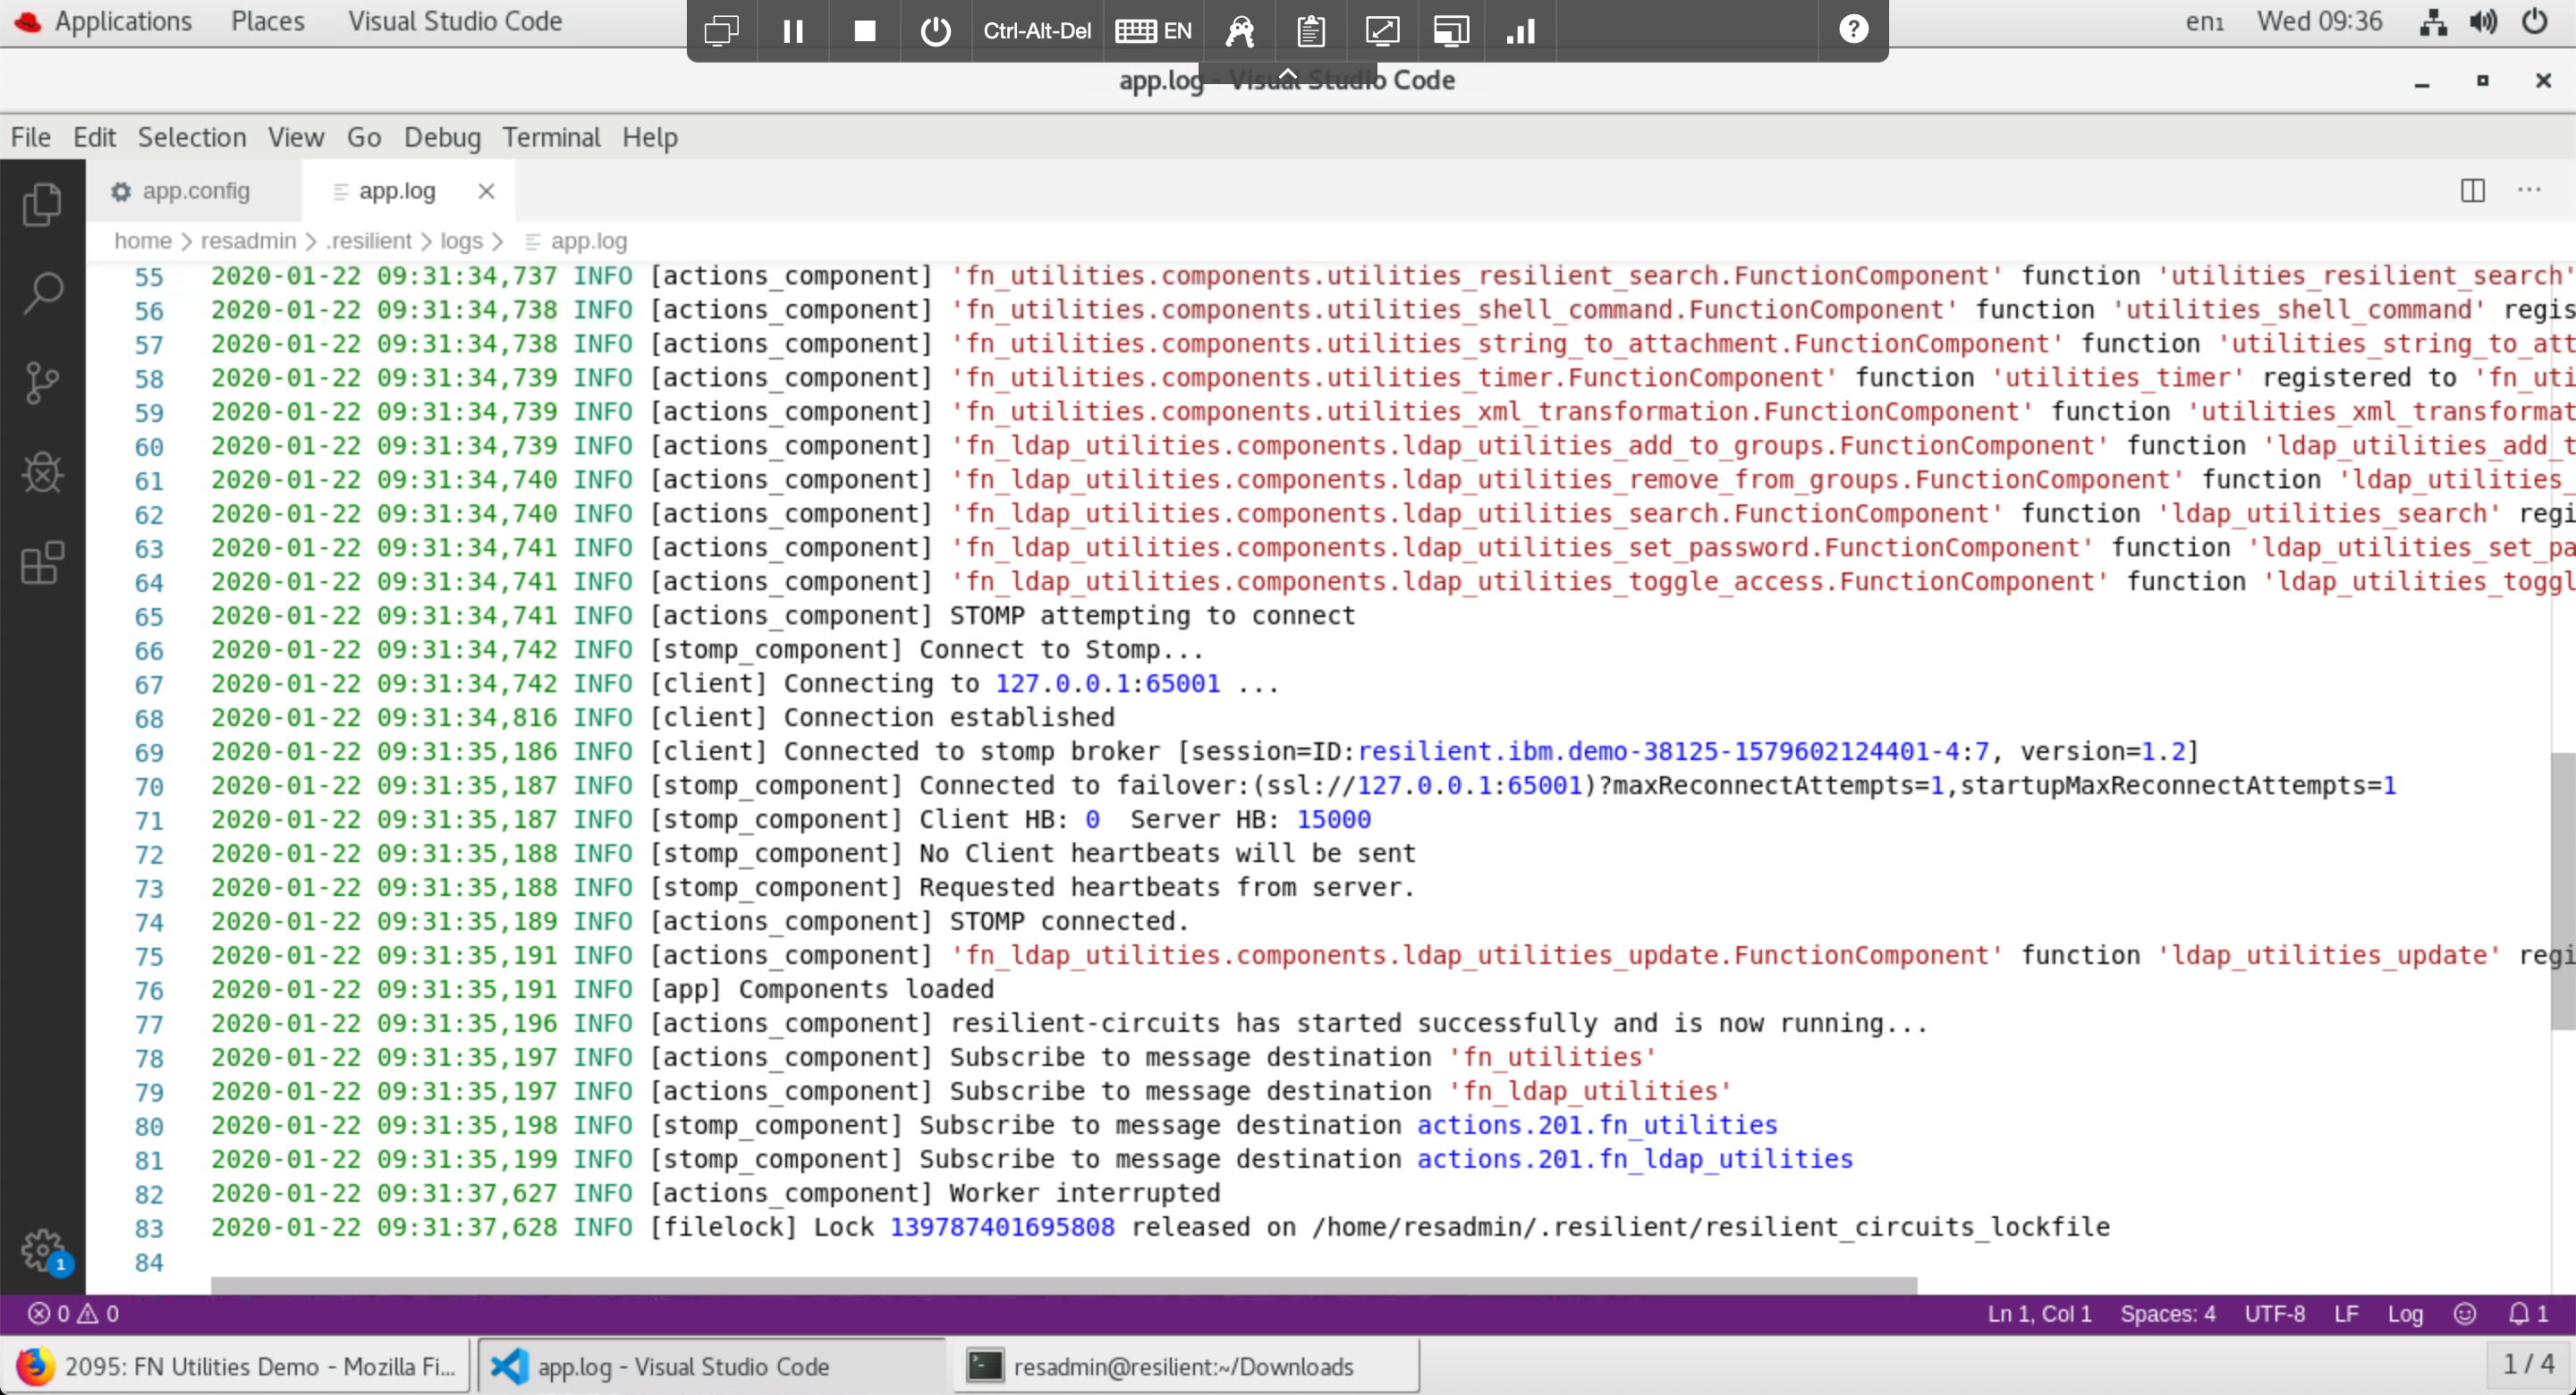 Applications Places Visual Studio Code
Ctrl-Alt-Del EN
en₁ Wed 09:36
app.log - Visual Studio Code
File Edit Selection View Go Debug Terminal Help
app.config app.log
home > resadmin > .resilient > logs > app.log
55 2020-01-22 09:31:34,737 INFO [actions_component] 'fn_utilities.components.utilities_resilient_search.FunctionComponent' function 'utilities_resilient_search'
56 2020-01-22 09:31:34,738 INFO [actions_component] 'fn_utilities.components.utilities_shell_command.FunctionComponent' function 'utilities_shell_command' regis
57 2020-01-22 09:31:34,738 INFO [actions_component] 'fn_utilities.components.utilities_string_to_attachment.FunctionComponent' function 'utilities_string_to_att
58 2020-01-22 09:31:34,739 INFO [actions_component] 'fn_utilities.components.utilities_timer.FunctionComponent' function 'utilities_timer' registered to 'fn_uti
59 2020-01-22 09:31:34,739 INFO [actions_component] 'fn_utilities.components.utilities_xml_transformation.FunctionComponent' function 'utilities_xml_transformat
60 2020-01-22 09:31:34,739 INFO [actions_component] 'fn_ldap_utilities.components.ldap_utilities_add_to_groups.FunctionComponent' function 'ldap_utilities_add_t
61 2020-01-22 09:31:34,740 INFO [actions_component] 'fn_ldap_utilities.components.ldap_utilities_remove_from_groups.FunctionComponent' function 'ldap_utilities_
62 2020-01-22 09:31:34,740 INFO [actions_component] 'fn_ldap_utilities.components.ldap_utilities_search.FunctionComponent' function 'ldap_utilities_search' regi
63 2020-01-22 09:31:34,741 INFO [actions_component] 'fn_ldap_utilities.components.ldap_utilities_set_password.FunctionComponent' function 'ldap_utilities_set_pa
64 2020-01-22 09:31:34,741 INFO [actions_component] 'fn_ldap_utilities.components.ldap_utilities_toggle_access.FunctionComponent' function 'ldap_utilities_toggl
65 2020-01-22 09:31:34,741 INFO [actions_component] STOMP attempting to connect
66 2020-01-22 09:31:34,742 INFO [stomp_component] Connect to Stomp...
67 2020-01-22 09:31:34,742 INFO [client] Connecting to 127.0.0.1:65001 ...
68 2020-01-22 09:31:34,816 INFO [client] Connection established
69 2020-01-22 09:31:35,186 INFO [client] Connected to stomp broker [session=ID:resilient.ibm.demo-38125-1579602124401-4:7, version=1.2]
70 2020-01-22 09:31:35,187 INFO [stomp_component] Connected to failover:(ssl://127.0.0.1:65001)?maxReconnectAttempts=1,startupMaxReconnectAttempts=1
71 2020-01-22 09:31:35,187 INFO [stomp_component] Client HB: 0  Server HB: 15000
72 2020-01-22 09:31:35,188 INFO [stomp_component] No Client heartbeats will be sent
73 2020-01-22 09:31:35,188 INFO [stomp_component] Requested heartbeats from server.
74 2020-01-22 09:31:35,189 INFO [actions_component] STOMP connected.
75 2020-01-22 09:31:35,191 INFO [actions_component] 'fn_ldap_utilities.components.ldap_utilities_update.FunctionComponent' function 'ldap_utilities_update' regi
76 2020-01-22 09:31:35,191 INFO [app] Components loaded
77 2020-01-22 09:31:35,196 INFO [actions_component] resilient-circuits has started successfully and is now running...
78 2020-01-22 09:31:35,197 INFO [actions_component] Subscribe to message destination 'fn_utilities'
79 2020-01-22 09:31:35,197 INFO [actions_component] Subscribe to message destination 'fn_ldap_utilities'
80 2020-01-22 09:31:35,198 INFO [stomp_component] Subscribe to message destination actions.201.fn_utilities
81 2020-01-22 09:31:35,199 INFO [stomp_component] Subscribe to message destination actions.201.fn_ldap_utilities
82 2020-01-22 09:31:37,627 INFO [actions_component] Worker interrupted
83 2020-01-22 09:31:37,628 INFO [filelock] Lock 139787401695808 released on /home/resadmin/.resilient/resilient_circuits_lockfile
84
1
0 0 Ln 1, Col 1 Spaces: 4 UTF-8 LF Log 1
2095: FN Utilities Demo - Mozilla Fi... app.log - Visual Studio Code resadmin@resilient:~/Downloads 1 / 4